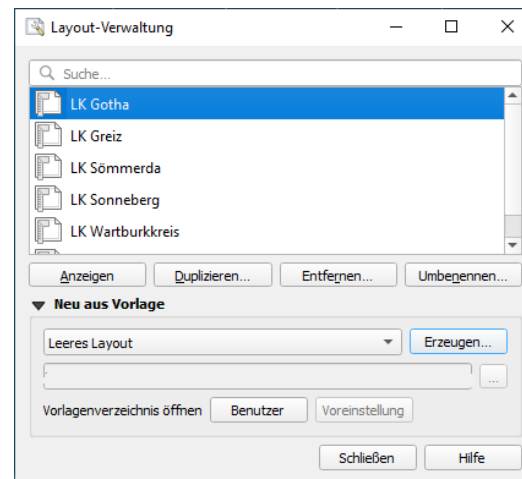 Layout-Verwaltung
Suche...
LK Gotha
LK Greiz
LK Sömmerda
LK Sonneberg
LK Wartburkkreis
Anzeigen Duplizieren... Entfernen... Umbenennen...
Neu aus Vorlage
Leeres Layout Erzeugen...
...
Vorlagenverzeichnis öffnen Benutzer Voreinstellung
Schließen Hilfe